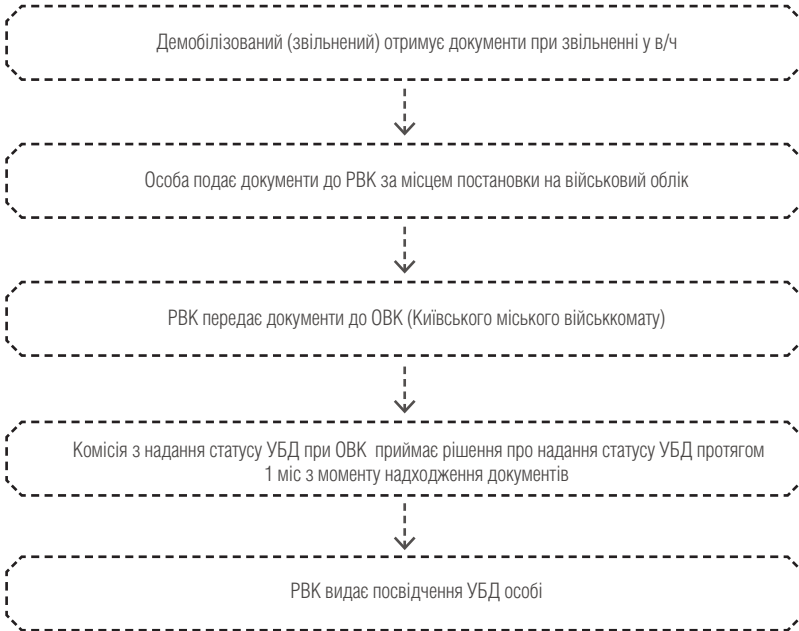 Демобілізований (звільнений) отримує документи при звільненні у в/ч
Особа подає документи до РВК за місцем постановки на військовий облік
РВК передає документи до ОВК (Київського міського військкомату)
Комісія з надання статусу УБД при ОВК приймає рішення про надання статусу УБД протягом
1 міс з моменту надходження документів
РВК видає посвідчення УБД особі